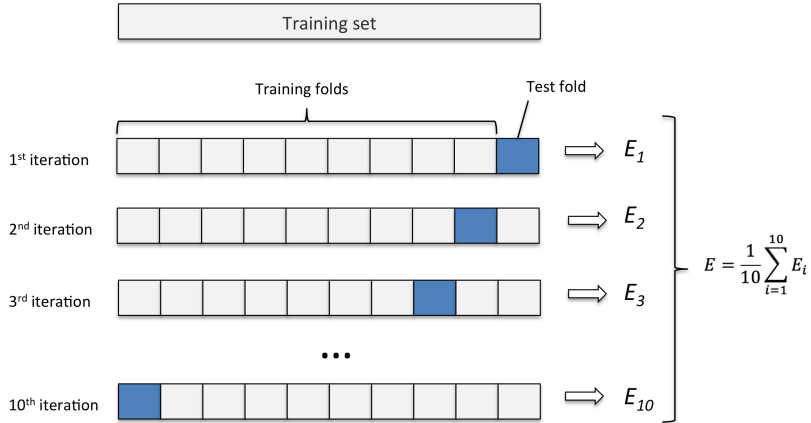 Training set
Training folds
Test fold
1st iteration
E1
2nd iteration
E2
3rd iteration
E3
E = 1/10 10∑i=1 Ei
...
10th iteration
E10